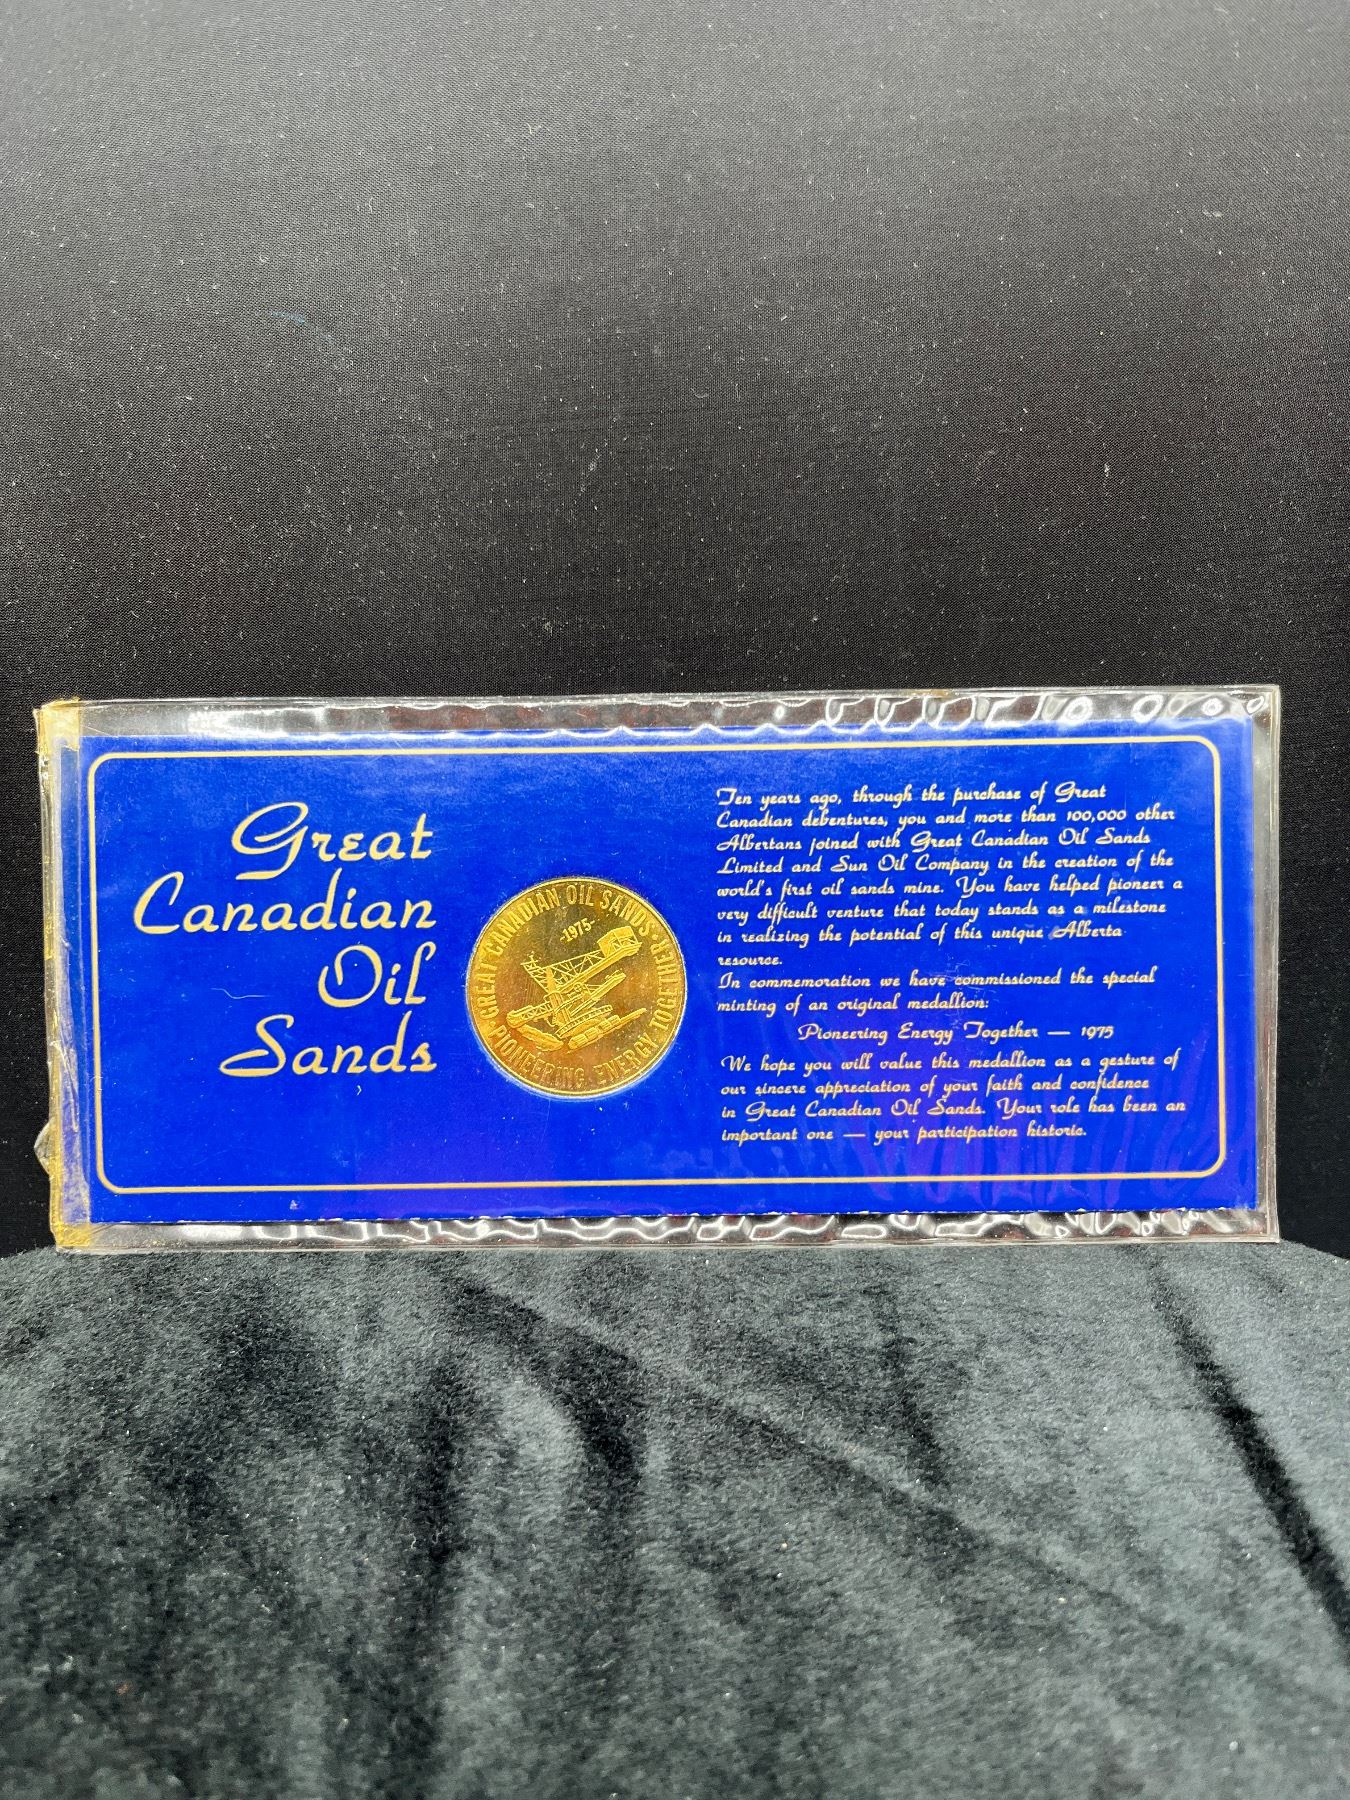 Great
Canadian
Oil
Sands
GREAT CANADIAN OIL SANDS •
-1975-
PIONEERING ENERGY TOGETHER
Ten years ago, through the purchase of Great
Canadian debentures, you and more than 100,000 other
Albertans joined with Great Canadian Oil Sands
Limited and Sun Oil Company in the creation of the
world's first oil sands mine. You have helped pioneer a
very difficult venture that today stands as a milestone
in realizing the potential of this unique Alberta
resource.
In commemoration we have commissioned the special
minting of an original medallion:
Pioneering Energy Together — 1975
We hope you will value this medallion as a gesture of
our sincere appreciation of your faith and confidence
in Great Canadian Oil Sands. Your role has been an
important one — your participation historic.